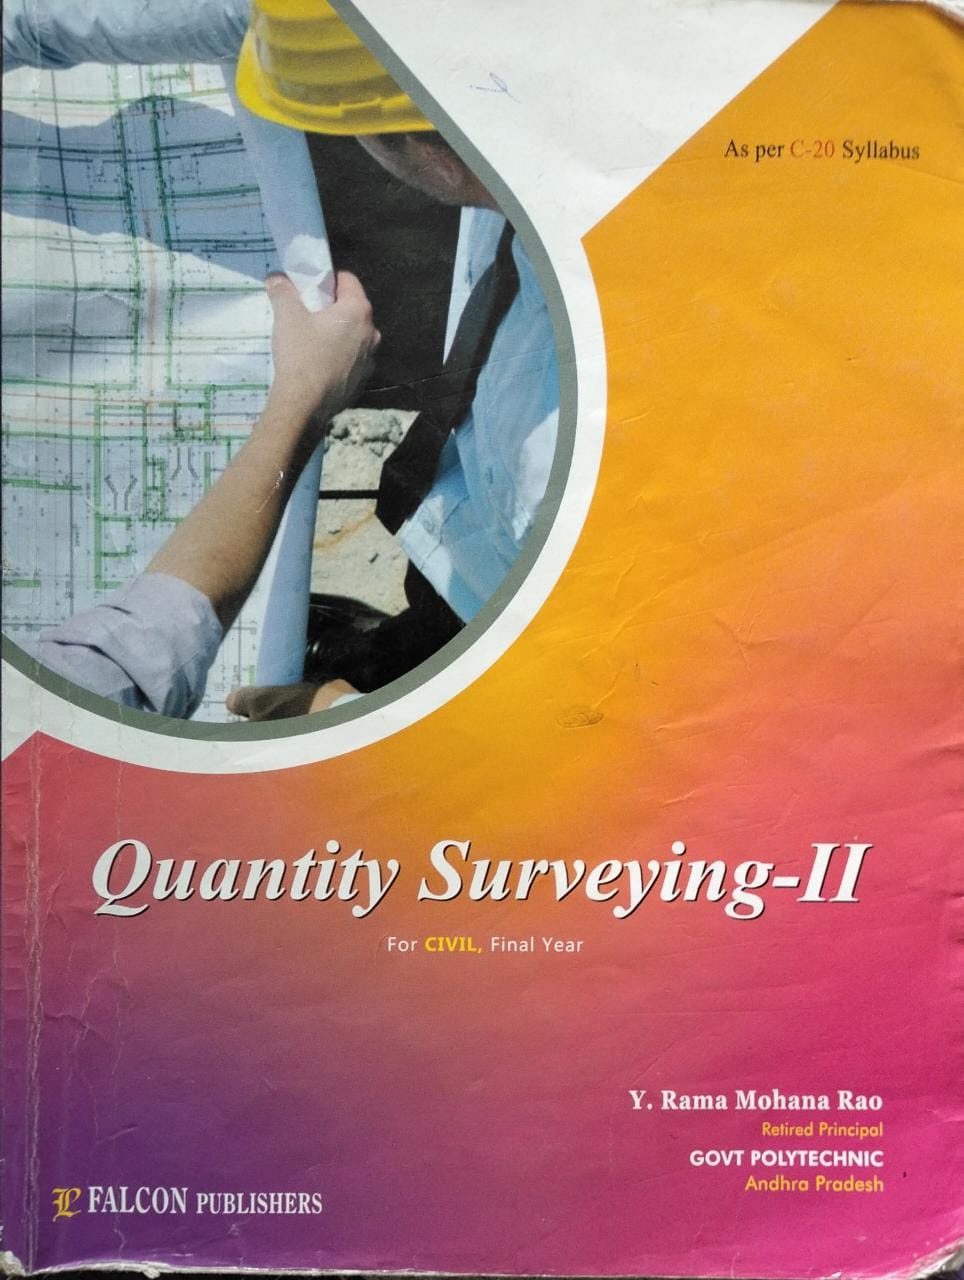 As per C-20 Syllabus
Quantity Surveying-II
For CIVIL, Final Year
Y. Rama Mohana Rao
Retired Principal
GOVT POLYTECHNIC
Andhra Pradesh
FALCON PUBLISHERS